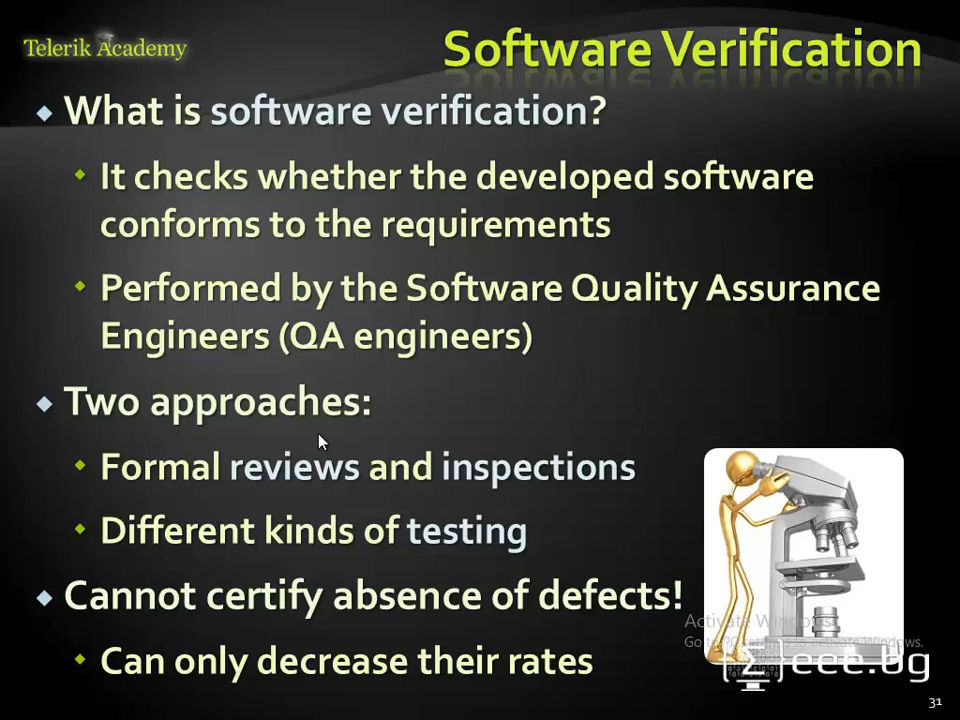 Telerik Academy
Software Verification
What is software verification?
It checks whether the developed software
conforms to the requirements
Performed by the Software Quality Assurance
Engineers (QA engineers)
Two approaches:
Formal reviews and inspections
Different kinds of testing
Cannot certify absence of defects!
Activate Windows
Go to PC settings to activate Windows.
Can only decrease their rates
eee.bg
31